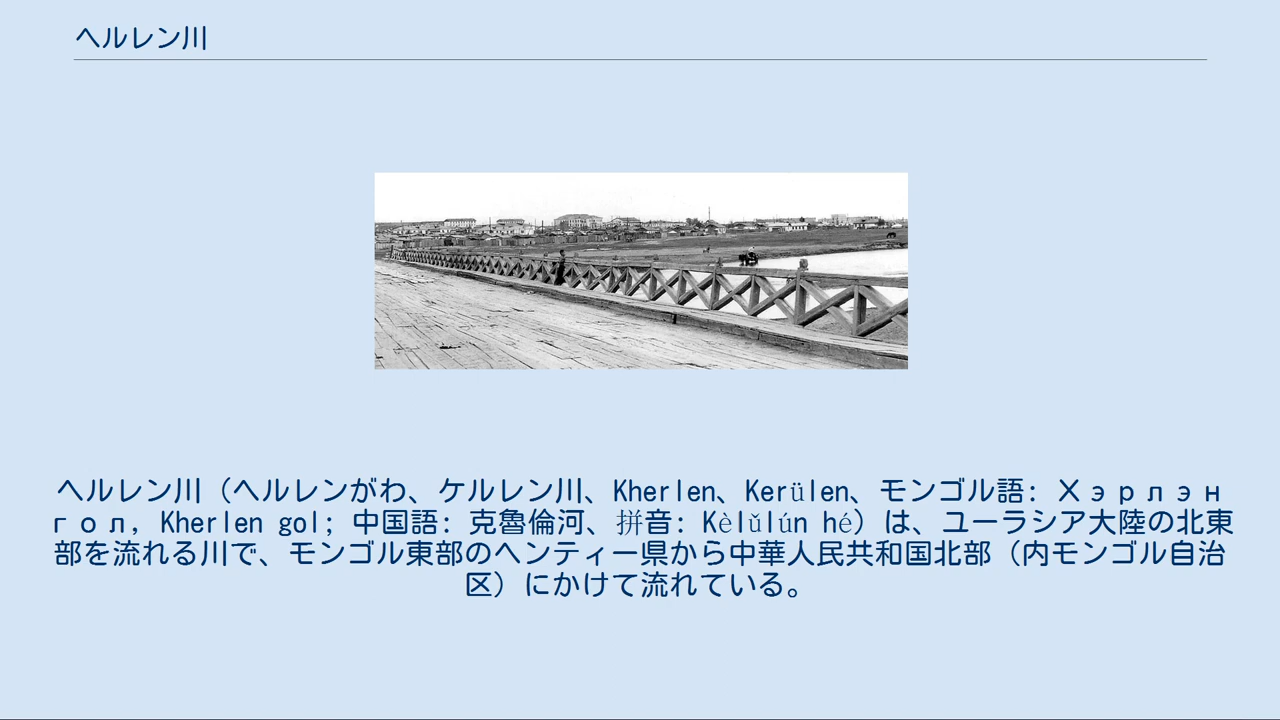 ヘルレン川
ヘルレン川（ヘルレンがわ、ケルレン川、Kherlen、Kerülen、モンゴル語: Хэрлэн
гол, Kherlen gol; 中国語: 克魯倫河、拼音: Kèlǔlún hé）は、ユーラシア大陸の北東
部を流れる川で、モンゴル東部のヘンティー県から中華人民共和国北部（内モンゴル自治
区）にかけて流れている。